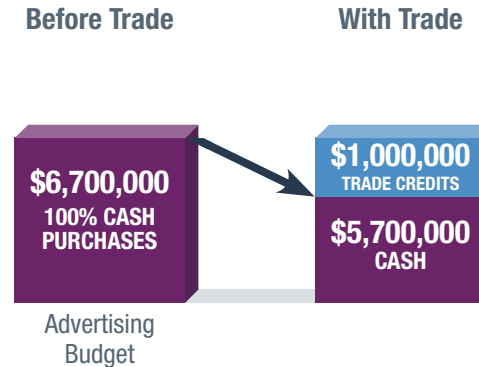 Before Trade
With Trade
$6,700,000
100% CASH
PURCHASES
$1,000,000
TRADE CREDITS
$5,700,000
CASH
Advertising
Budget